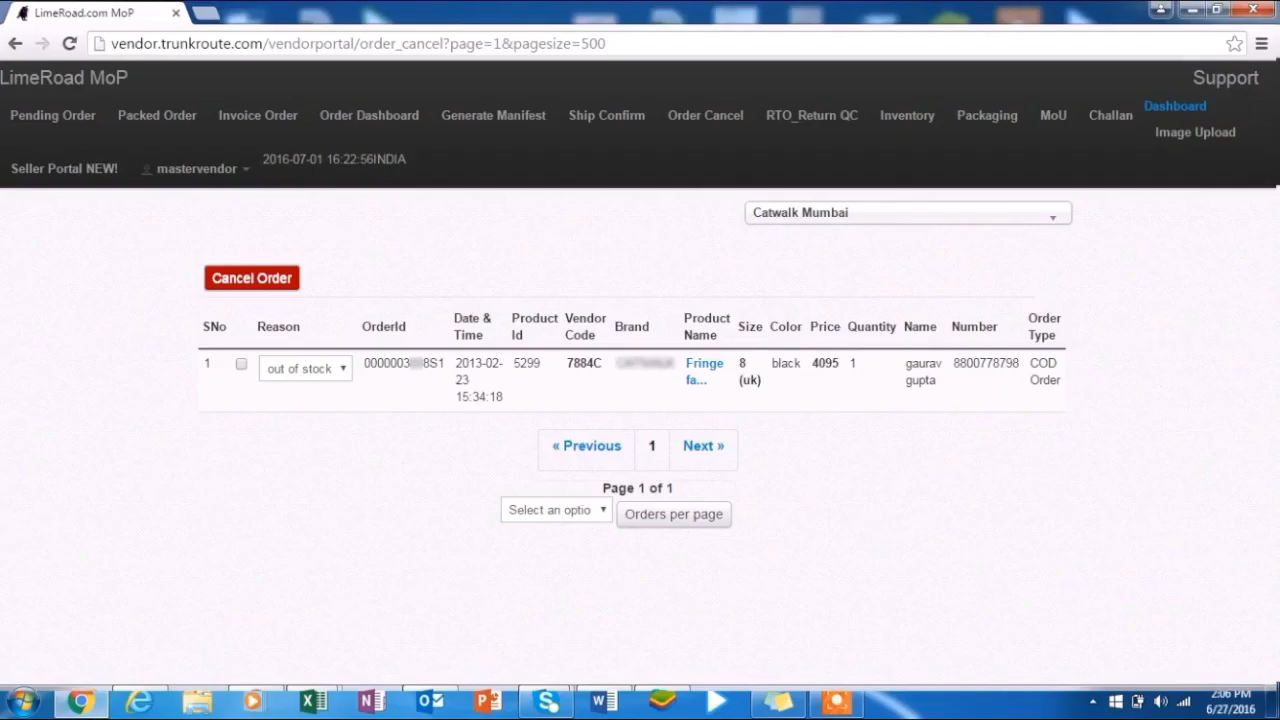 LimeRoad.com MoP
vendor.trunkroute.com/vendorportal/order_cancel?page=1&pagesize=500
LimeRoad MoP
Support
Pending Order Packed Order Invoice Order Order Dashboard Generate Manifest Ship Confirm Order Cancel RTO_Return QC Inventory Packaging MoU Challan Dashboard
Image Upload
Seller Portal NEW! mastervendor 2016-07-01 16:22:56INDIA
Catwalk Mumbai
Cancel Order
SNo Reason OrderId Date & Time Product Id Vendor Code Brand Product Name Size Color Price Quantity Name Number Order Type
1 out of stock 0000003 8S1 2013-02-23 15:34:18 5299 7884C Fringe fa... 8 (uk) black 4095 1 gaurav gupta 8800778798 COD Order
« Previous 1 Next »
Page 1 of 1
Select an optio Orders per page
2:06 PM
6/27/2016